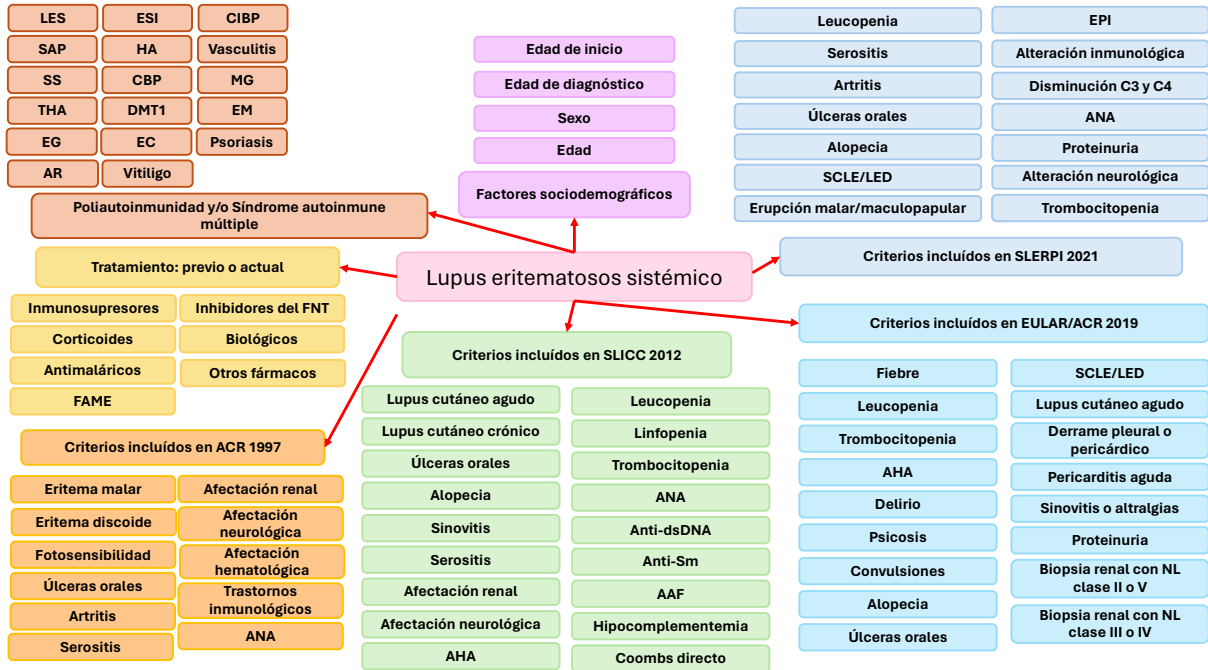 LES
ESI
CIBP
SAP
HA
Vasculitis
SS
CBP
MG
THA
DMT1
EM
EG
EC
Psoriasis
AR
Vitiligo
Poliautoinmunidad y/o Síndrome autoinmune
múltiple
Edad de inicio
Edad de diagnóstico
Sexo
Edad
Factores sociodemográficos
Leucopenia
EPI
Serositis
Alteración inmunológica
Artritis
Disminución C3 y C4
Úlceras orales
ANA
Alopecia
Proteinuria
SCLE/LED
Alteración neurológica
Erupción malar/maculopapular
Trombocitopenia
Criterios incluídos en SLERPI 2021
Lupus eritematosos sistémico
Tratamiento: previo o actual
Inmunosupresores
Inhibidores del FNT
Corticoides
Biológicos
Antimaláricos
Otros fármacos
FAME
Criterios incluídos en ACR 1997
Eritema malar
Afectación renal
Eritema discoide
Afectación
neurológica
Fotosensibilidad
Afectación
hematológica
Úlceras orales
Trastornos
inmunológicos
Artritis
ANA
Serositis
Criterios incluídos en SLICC 2012
Lupus cutáneo agudo
Leucopenia
Lupus cutáneo crónico
Linfopenia
Úlceras orales
Trombocitopenia
Alopecia
ANA
Sinovitis
Anti-dsDNA
Serositis
Anti-Sm
Afectación renal
AAF
Afectación neurológica
Hipocomplementemia
AHA
Coombs directo
Criterios incluídos en EULAR/ACR 2019
Fiebre
SCLE/LED
Leucopenia
Lupus cutáneo agudo
Trombocitopenia
Derrame pleural o
pericárdico
AHA
Pericarditis aguda
Delirio
Sinovitis o altralgias
Psicosis
Proteinuria
Convulsiones
Biopsia renal con NL
clase II o V
Alopecia
Biopsia renal con NL
clase III o IV
Úlceras orales